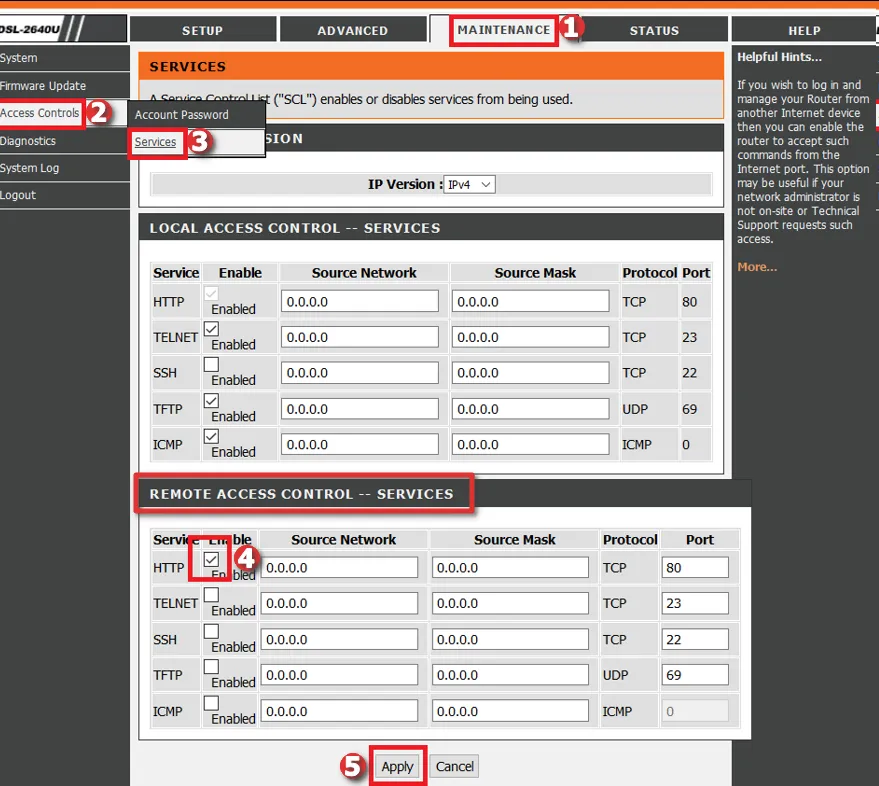 DSL-2640U
SETUP
ADVANCED
MAINTENANCE
1
STATUS
HELP
System
Firmware Update
Access Controls
2
Account Password
Services
3
Diagnostics
System Log
Logout
SERVICES
A Service Control List ("SCL") enables or disables services from being used.
SION
IP Version : IPv4
LOCAL ACCESS CONTROL -- SERVICES
Service Enable Source Network Source Mask Protocol Port
HTTP Enabled 0.0.0.0 0.0.0.0 TCP 80
TELNET Enabled 0.0.0.0 0.0.0.0 TCP 23
SSH Enabled 0.0.0.0 0.0.0.0 TCP 22
TFTP Enabled 0.0.0.0 0.0.0.0 UDP 69
ICMP Enabled 0.0.0.0 0.0.0.0 ICMP 0
REMOTE ACCESS CONTROL -- SERVICES
Service Enable Source Network Source Mask Protocol Port
HTTP Enabled 4 0.0.0.0 0.0.0.0 TCP 80
TELNET Enabled 0.0.0.0 0.0.0.0 TCP 23
SSH Enabled 0.0.0.0 0.0.0.0 TCP 22
TFTP Enabled 0.0.0.0 0.0.0.0 UDP 69
ICMP Enabled 0.0.0.0 0.0.0.0 ICMP 0
5 Apply Cancel
Helpful Hints...
If you wish to log in and
manage your Router from
another Internet device
then you can enable the
router to accept such
commands from the
Internet port. This option
may be useful if your
network administrator is
not on-site or Technical
Support requests such
access.
More...